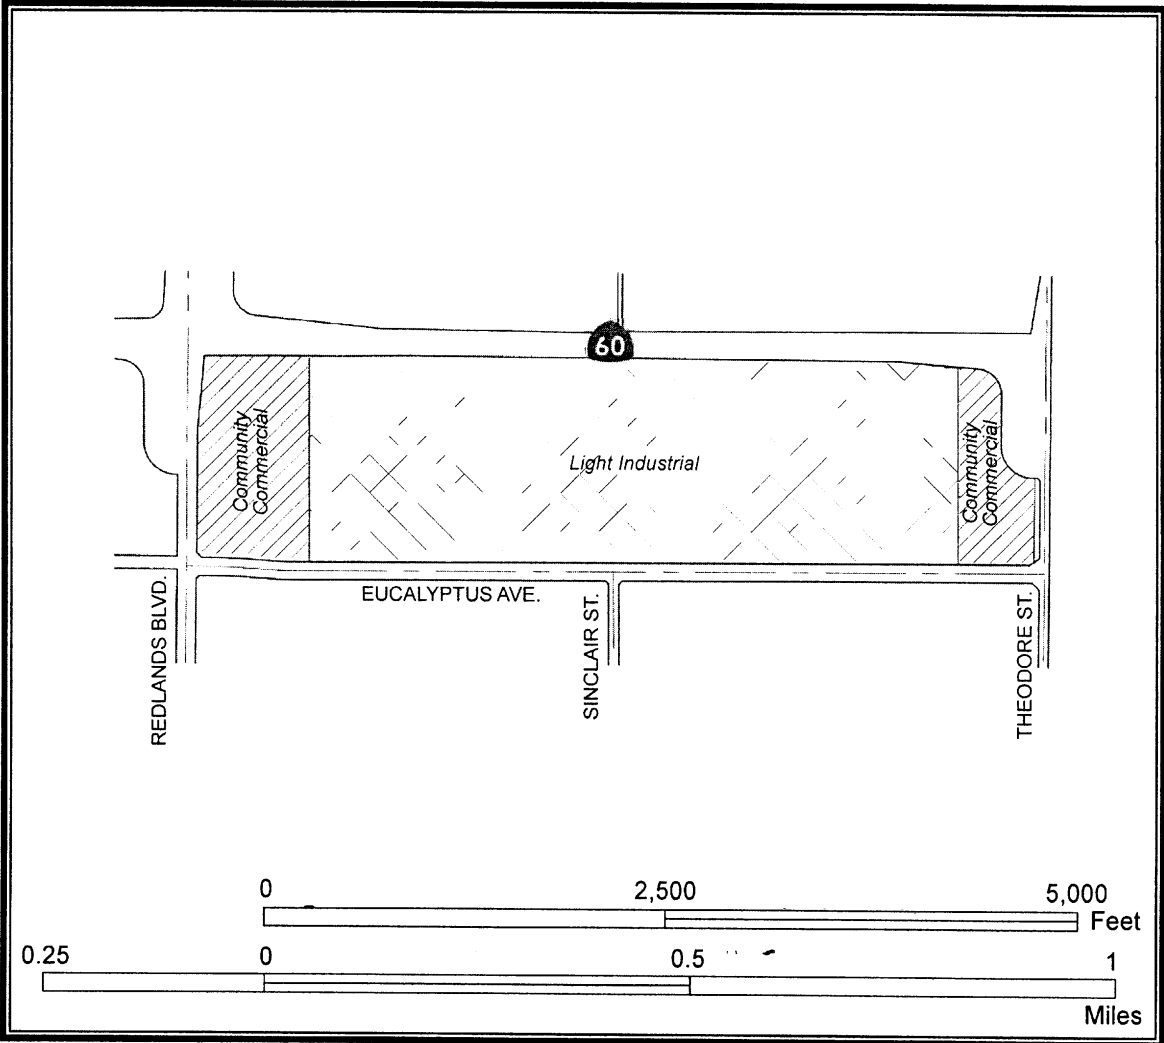 60
Community
Commercial
Light Industrial
Community
Commercial
EUCALYPTUS AVE.
REDLANDS BLVD.
SINCLAIR ST.
THEODORE ST.
0 2,500 5,000
Feet
0.25 0 0.5 1
Miles